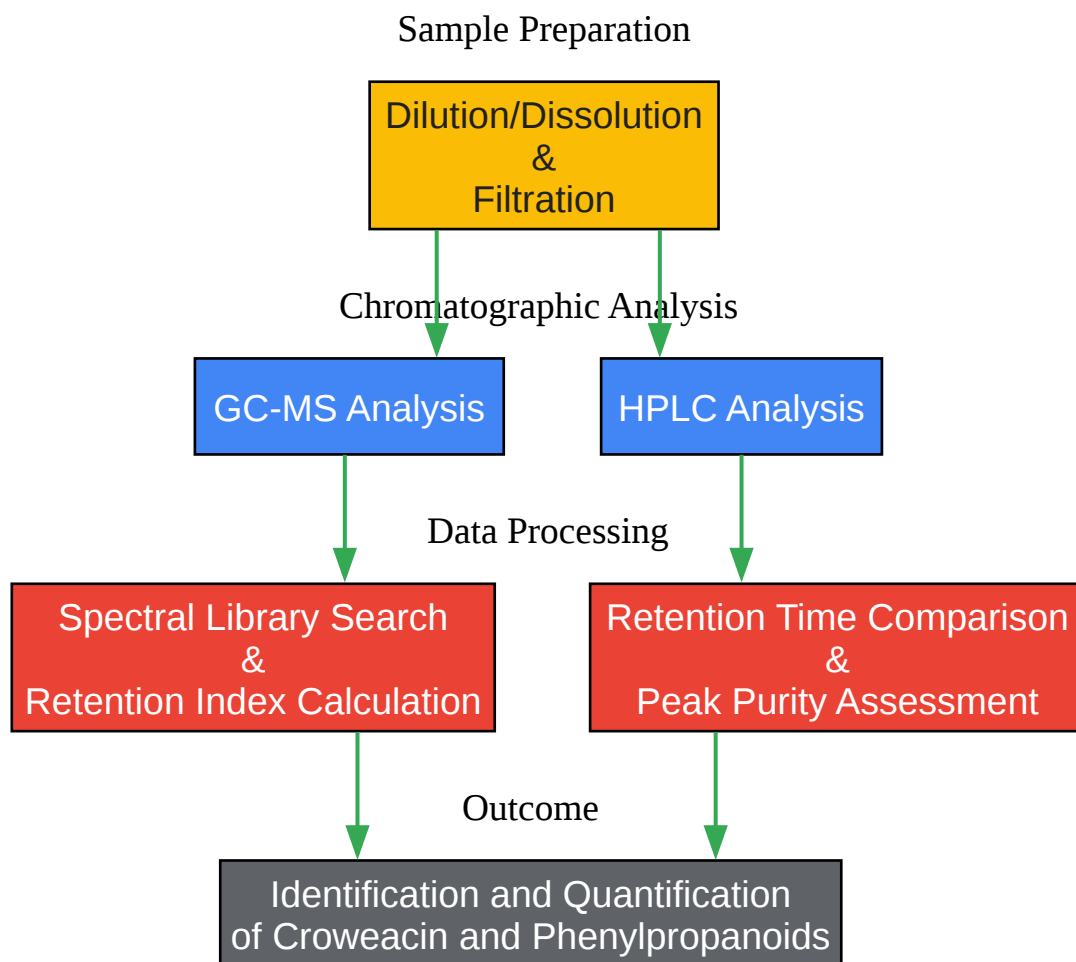 Sample Preparation
Dilution/Dissolution
&
Filtration
Chromatographic Analysis
GC-MS Analysis
HPLC Analysis
Data Processing
Spectral Library Search
&
Retention Index Calculation
Retention Time Comparison
&
Peak Purity Assessment
Outcome
Identification and Quantification
of Croweacin and Phenylpropanoids